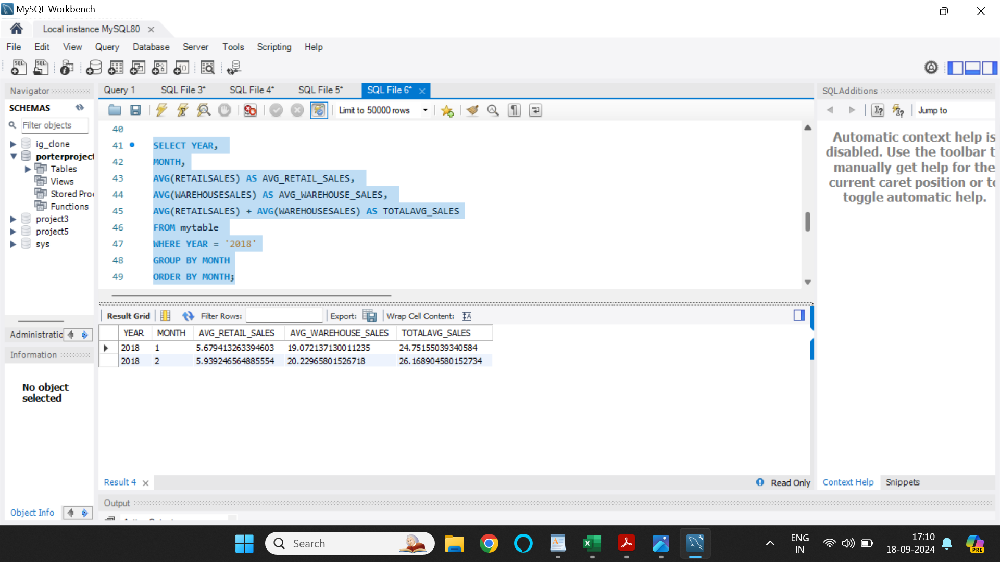 MySQL Workbench
Local instance MySQL80
File Edit View Query Database Server Tools Scripting Help
Navigator
Query 1 SQL File 3* SQL File 4* SQL File 5* SQL File 6*
SQLAdditions
SCHEMAS
Limit to 50000 rows
Jump to
Filter objects
ig_clone
porterproject
Tables
Views
Stored Pro
Functions
project3
project5
sys
40
41 SELECT YEAR,
42 MONTH,
43 AVG(RETAILSALES) AS AVG_RETAIL_SALES,
44 AVG(WAREHOUSESALES) AS AVG_WAREHOUSE_SALES,
45 AVG(RETAILSALES) + AVG(WAREHOUSESALES) AS TOTALAVG_SALES
46 FROM mytable
47 WHERE YEAR = '2018'
48 GROUP BY MONTH
49 ORDER BY MONTH;
Automatic context help is
disabled. Use the toolbar t
manually get help for the
current caret position or to
toggle automatic help.
Result Grid Filter Rows: Export: Wrap Cell Content:
YEAR MONTH AVG_RETAIL_SALES AVG_WAREHOUSE_SALES TOTALAVG_SALES
2018 1 5.679413263394603 19.072137130011235 24.75155039340584
2018 2 5.939246564885554 20.22965801526718 26.168904580152734
Administratic
Information
No object
selected
Object Info
Result 4
Read Only
Context Help Snippets
Output
Search
ENG
IN
17:10
18-09-2024
PRE